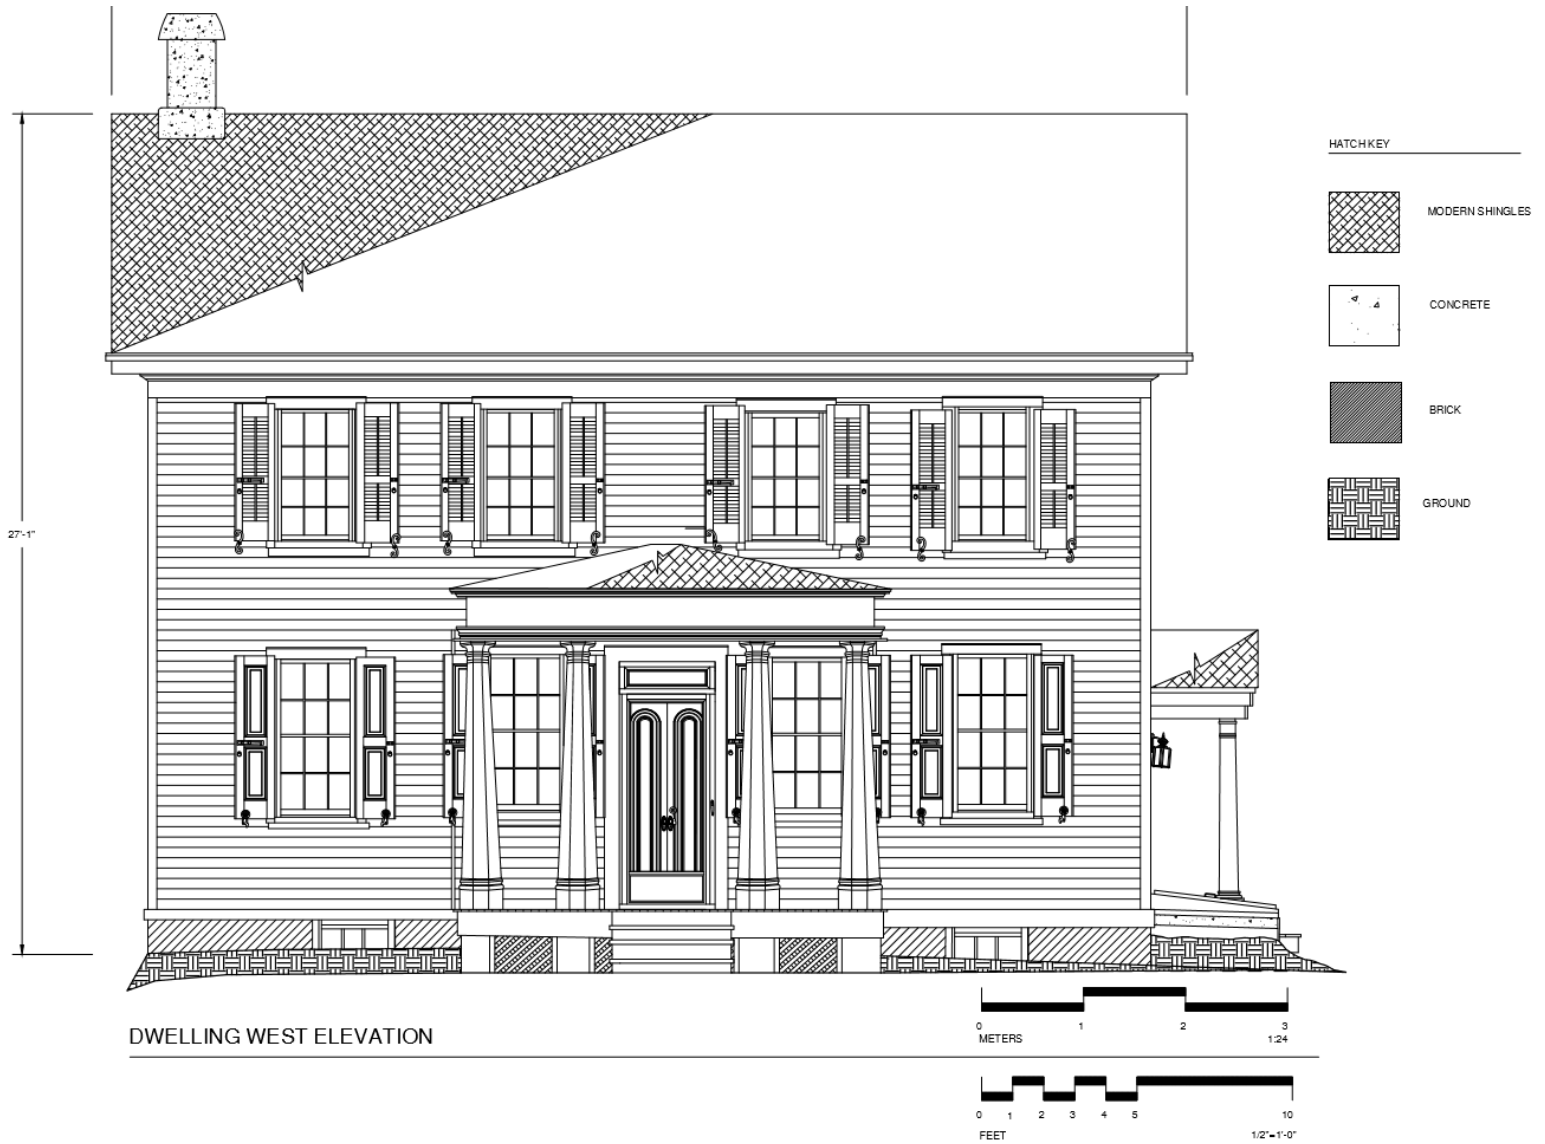 HATCH KEY
MODERN SHINGLES
CONCRETE
BRICK
GROUND
27'-1"
DWELLING WEST ELEVATION
0 1 2 3
METERS 1:24
0 1 2 3 4 5 10
FEET 1/2"=1'-0"